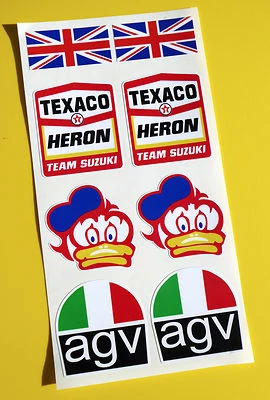 TEXACO TEXACO
HERON HERON
TEAM SUZUKI TEAM SUZUKI
agv agv